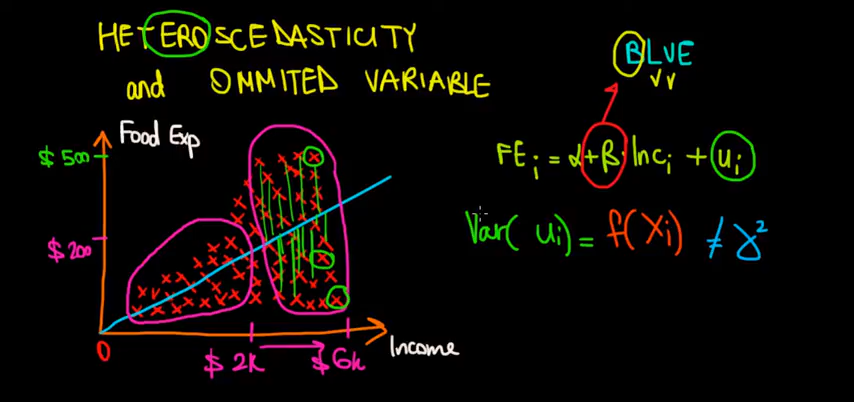 HETEROSCEDASTICITY
and OMMITED VARIABLE
BLUE
Food Exp
$ 500
FEi = α + β · Inci + ui
Var( ui) = f(Xi) ≠ γ²
$ 200
0
$ 2k
$ 6k
Income